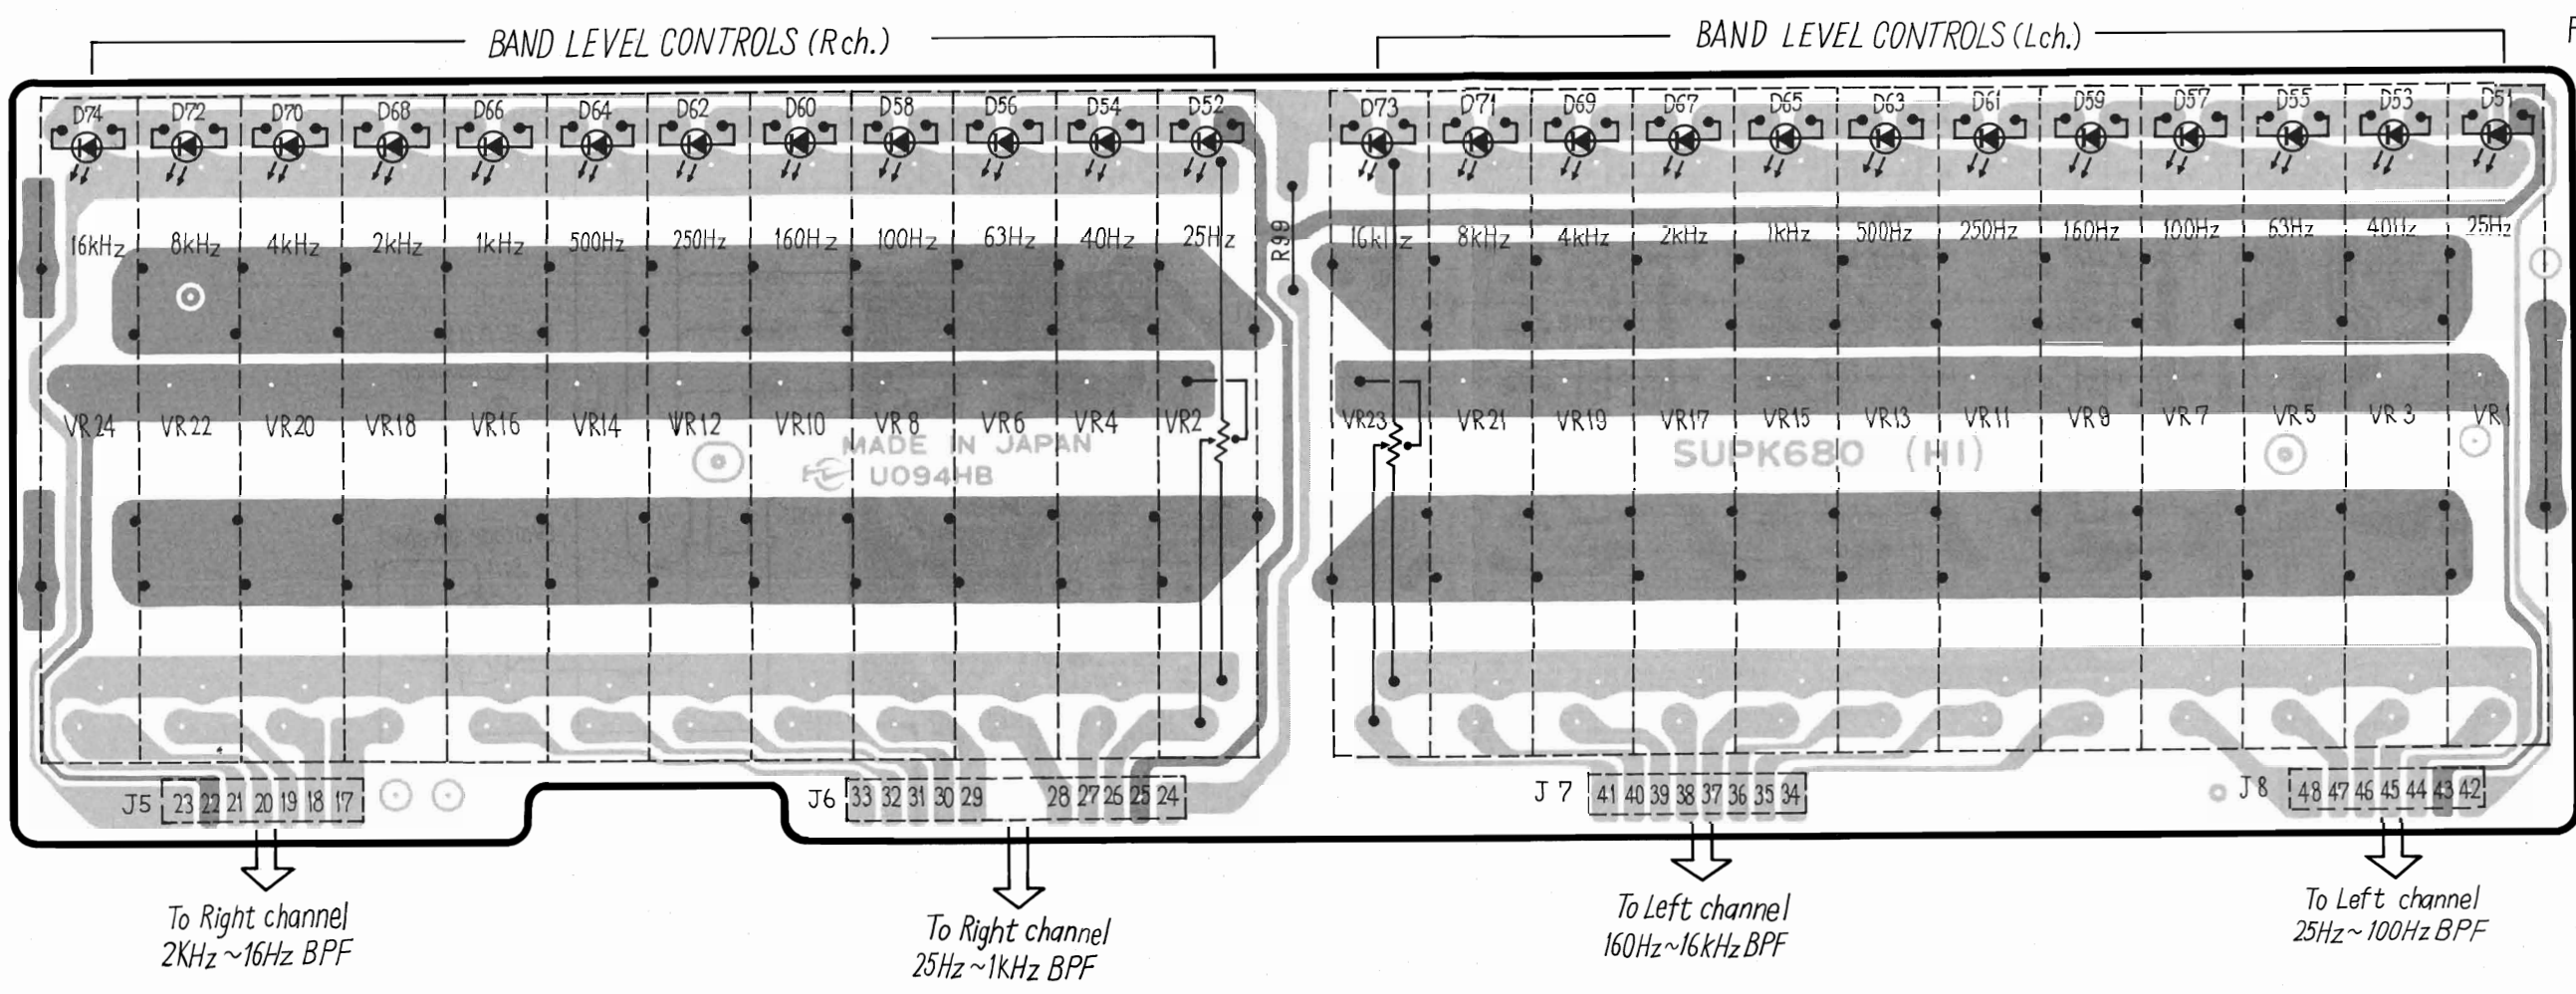 BAND LEVEL CONTROLS (Rch.)
BAND LEVEL CONTROLS (Lch.)
D74 D72 D70 D68 D66 D64 D62 D60 D58 D56 D54 D52
D73 D71 D69 D67 D65 D63 D61 D59 D57 D55 D53 D51
16kHz 8kHz 4kHz 2kHz 1kHz 500Hz 250Hz 160Hz 100Hz 63Hz 40Hz 25Hz
R99
16kHz 8kHz 4kHz 2kHz 1kHz 500Hz 250Hz 160Hz 100Hz 63Hz 40Hz 25Hz
VR24 VR22 VR20 VR18 VR16 VR14 VR12 VR10 VR8 VR6 VR4 VR2
VR23 VR21 VR19 VR17 VR15 VR13 VR11 VR9 VR7 VR5 VR3 VR1
MADE IN JAPAN
U094HB
SUPK680 (HI)
J5 23 22 21 20 19 18 17
J6 33 32 31 30 29 28 27 26 25 24
J7 41 40 39 38 37 36 35 34
J8 48 47 46 45 44 43 42
To Right channel
2KHz~16Hz BPF
To Right channel
25Hz~1kHz BPF
To Left channel
160Hz~16kHz BPF
To Left channel
25Hz~100Hz BPF